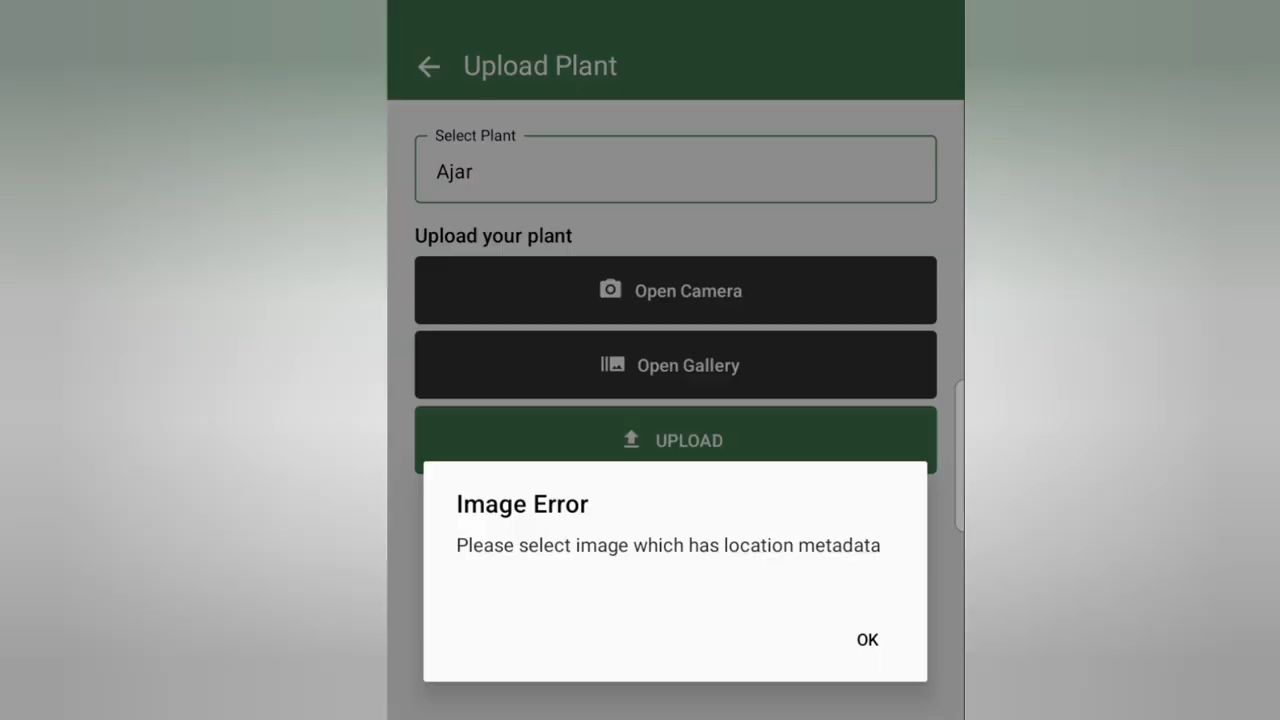 Upload Plant
Select Plant
Ajar
Upload your plant
Open Camera
Open Gallery
UPLOAD
Image Error
Please select image which has location metadata
OK